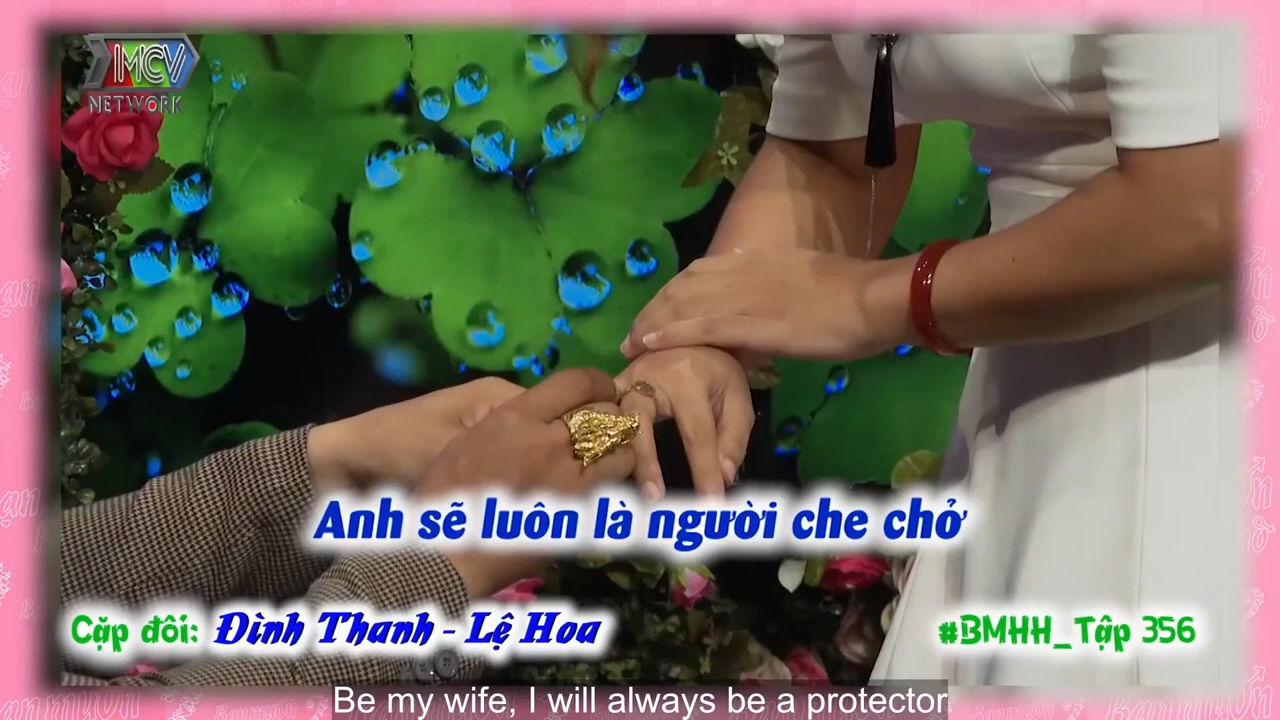 MCV
NETWORK
Anh sẽ luôn là người che chở
Cặp đôi: Đình Thanh - Lệ Hoa
#BMHH_Tập 356
Be my wife, I will always be a protector